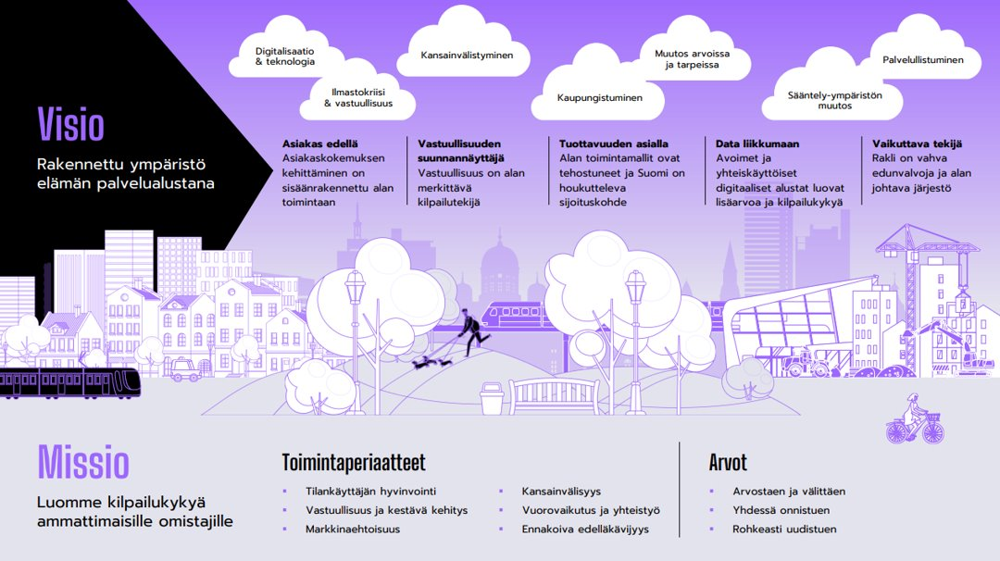 Digitalisaatio
& teknologia
Ilmastokriisi
& vastuullisuus
Kansainvälistyminen
Kaupungistuminen
Muutos arvoissa
ja tarpeissa
Sääntely-ympäristön
muutos
Palvelullistuminen
Visio
Rakennettu ympäristö
elämän palvelualustana
Asiakas edellä
Asiakaskokemuksen
kehittäminen on
sisäänrakennettu alan
toimintaan
Vastuullisuuden
suunnannäyttäjä
Vastuullisuus on alan
merkittävä
kilpailutekijä
Tuottavuuden asialla
Alan toimintamallit ovat
tehostuneet ja Suomi on
houkutteleva
sijoituskohde
Data liikkumaan
Avoimet ja
yhteiskäyttöiset
digitaaliset alustat luovat
lisäarvoa ja kilpailukykyä
Vaikuttava tekijä
Rakli on vahva
edunvalvoja ja alan
johtava järjestö
Missio
Luomme kilpailukykyä
ammattimaisille omistajille
Toimintaperiaatteet
▪ Tilankäyttäjän hyvinvointi
▪ Vastuullisuus ja kestävä kehitys
▪ Markkinaehtoisuus
▪ Kansainvälisyys
▪ Vuorovaikutus ja yhteistyö
▪ Ennakoiva edelläkävijyys
Arvot
▪ Arvostaen ja välittäen
▪ Yhdessä onnistuen
▪ Rohkeasti uudistuen